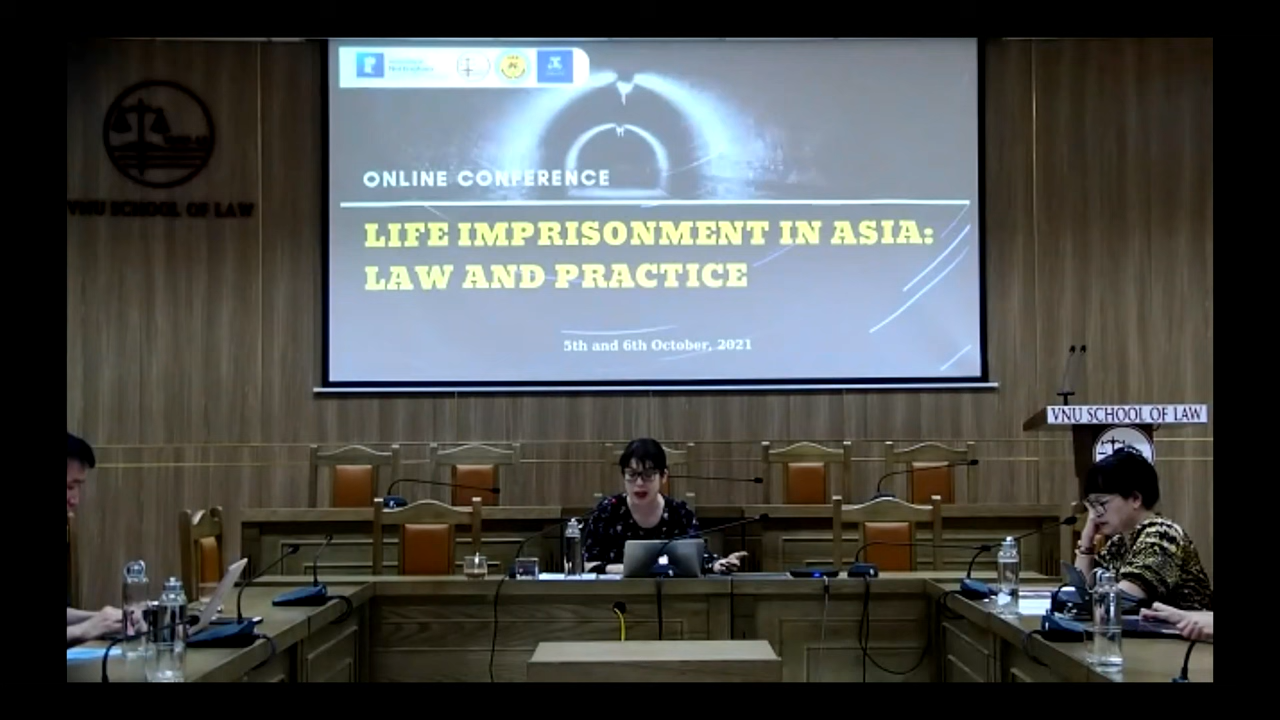 VNU SCHOOL OF LAW
ONLINE CONFERENCE
LIFE IMPRISONMENT IN ASIA:
LAW AND PRACTICE
5th and 6th October, 2021
VNU SCHOOL OF LAW